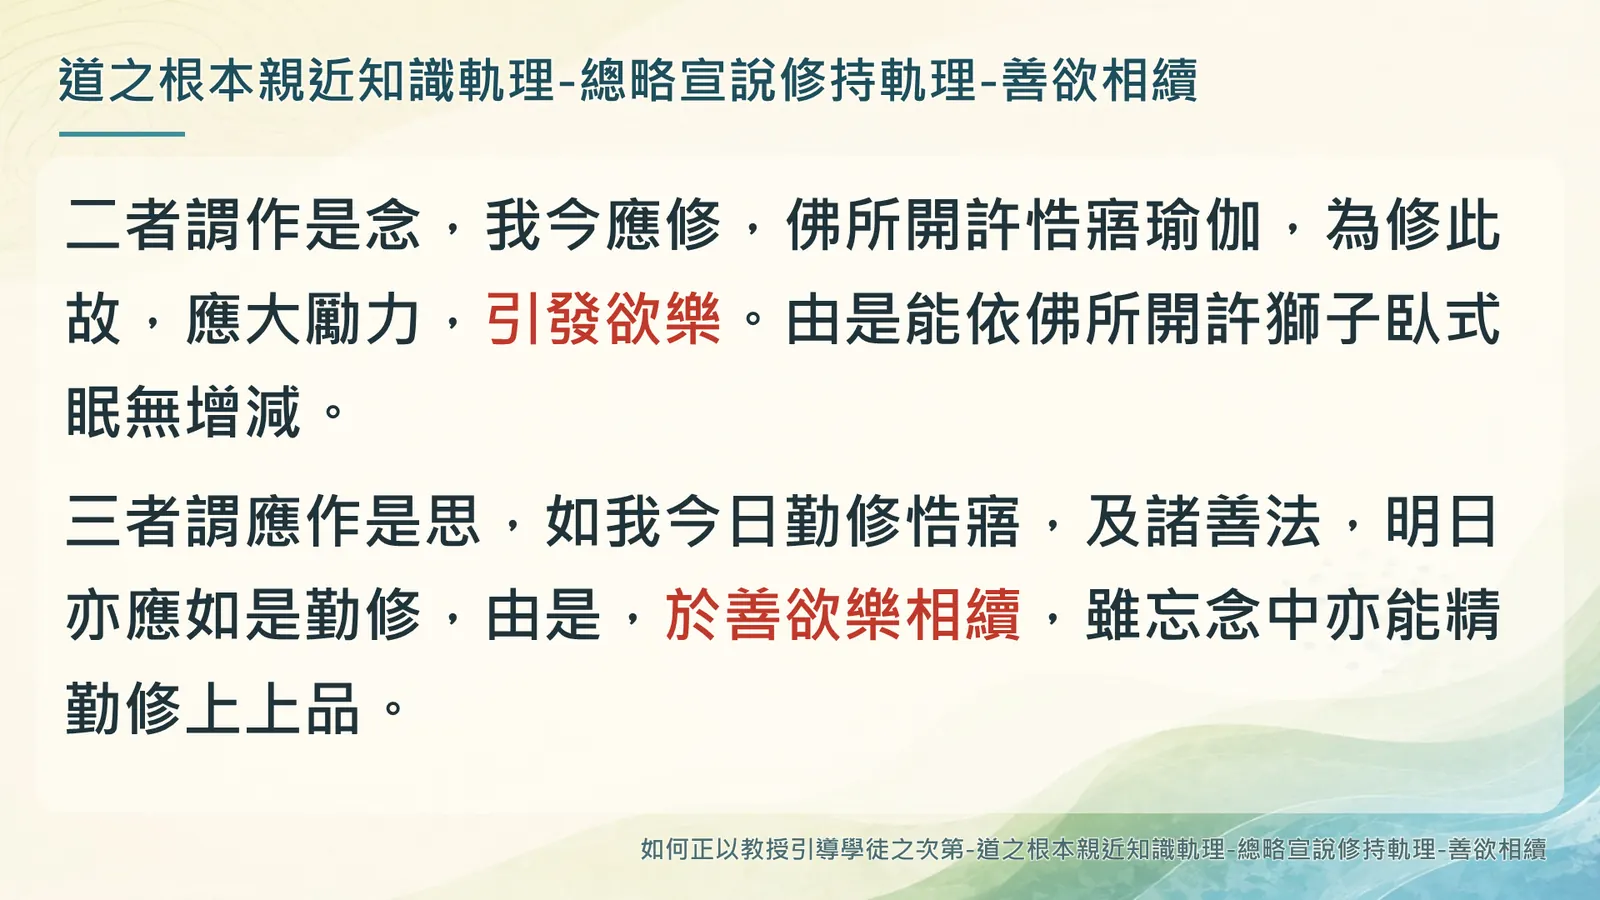 道之根本親近知識軌理-總略宣說修持軌理-善欲相續
二者謂作是念，我今應修，佛所開許悎寤瑜伽，為修此
故，應大勵力，引發欲樂。由是能依佛所開許獅子臥式
眠無增減。
三者謂應作是思，如我今日勤修悎寤，及諸善法，明日
亦應如是勤修，由是，於善欲樂相續，雖忘念中亦能精
勤修上上品。
如何正以教授引導學徒之次第-道之根本親近知識軌理-總略宣說修持軌理-善欲相續